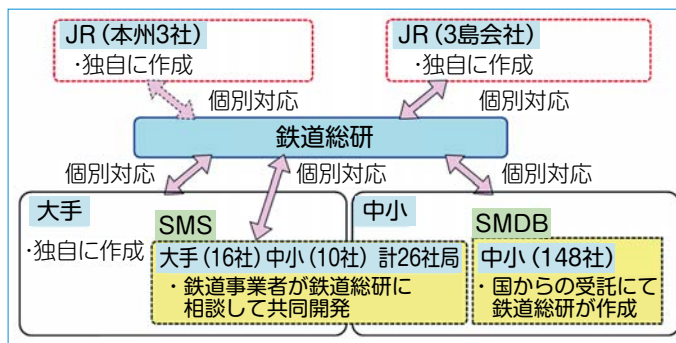 JR(本州3社)
・独自に作成
JR(3島会社)
・独自に作成
個別対応
個別対応
鉄道総研
個別対応
個別対応
個別対応
大手
・独自に作成
SMS
大手(16社)中小(10社) 計26社局
・鉄道事業者が鉄道総研に
相談して共同開発
中小
SMDB
中小(148社)
・国からの受託にて
鉄道総研が作成